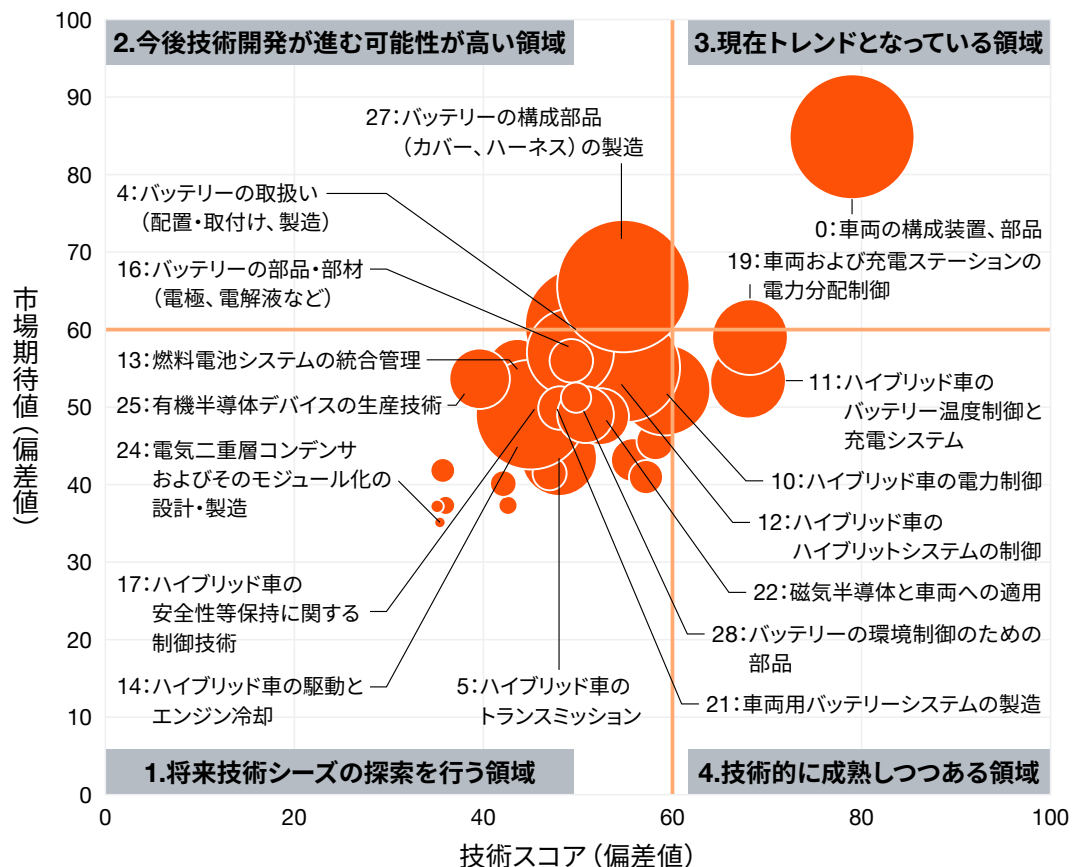 100
90
80
70
60
50
40
30
20
10
0
市場期待値(偏差値)
2.今後技術開発が進む可能性が高い領域
3.現在トレンドとなっている領域
27:バッテリーの構成部品
(カバー、ハーネス)の製造
4:バッテリーの取扱い
(配置・取付け、製造)
0:車両の構成装置、部品
16:バッテリーの部品・部材
(電極、電解液など)
19:車両および充電ステーションの
電力分配制御
13:燃料電池システムの統合管理
25:有機半導体デバイスの生産技術
11:ハイブリッド車の
バッテリー温度制御と
充電システム
24:電気二重層コンデンサ
およびそのモジュール化の
設計・製造
10:ハイブリッド車の電力制御
12:ハイブリッド車の
ハイブリットシステムの制御
17:ハイブリッド車の
安全性等保持に関する
制御技術
22:磁気半導体と車両への適用
28:バッテリーの環境制御のための
部品
14:ハイブリッド車の駆動と
エンジン冷却
5:ハイブリッド車の
トランスミッション
21:車両用バッテリーシステムの製造
1.将来技術シーズの探索を行う領域
4.技術的に成熟しつつある領域
0
20
40
60
80
100
技術スコア(偏差値)